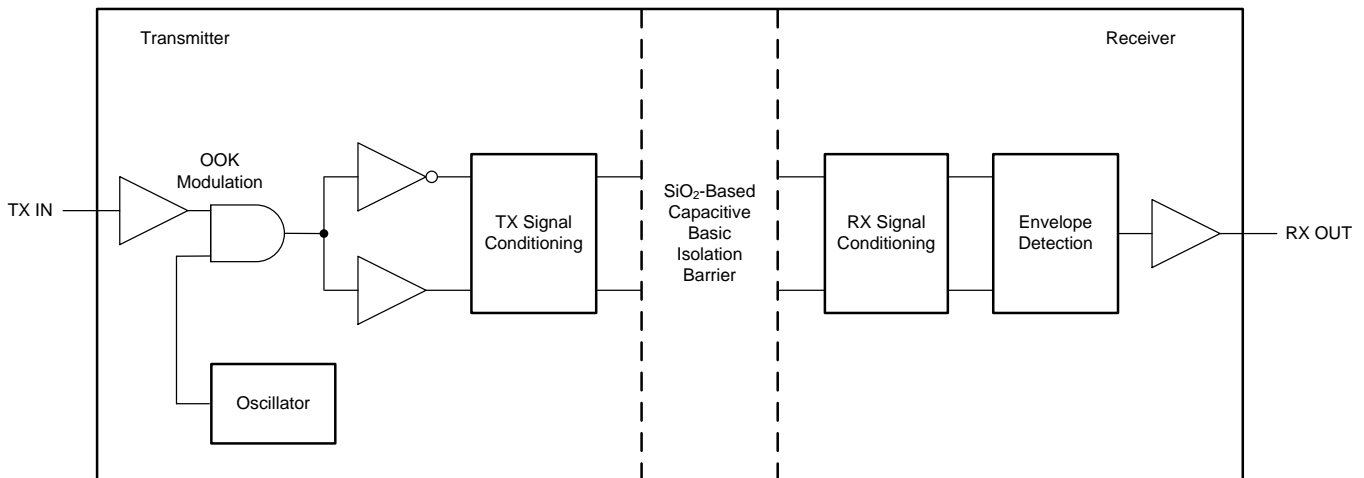 Transmitter
Receiver
OOK
Modulation
TX IN
TX Signal
Conditioning
SiO₂-Based
Capacitive
Basic
Isolation
Barrier
RX Signal
Conditioning
Envelope
Detection
RX OUT
Oscillator